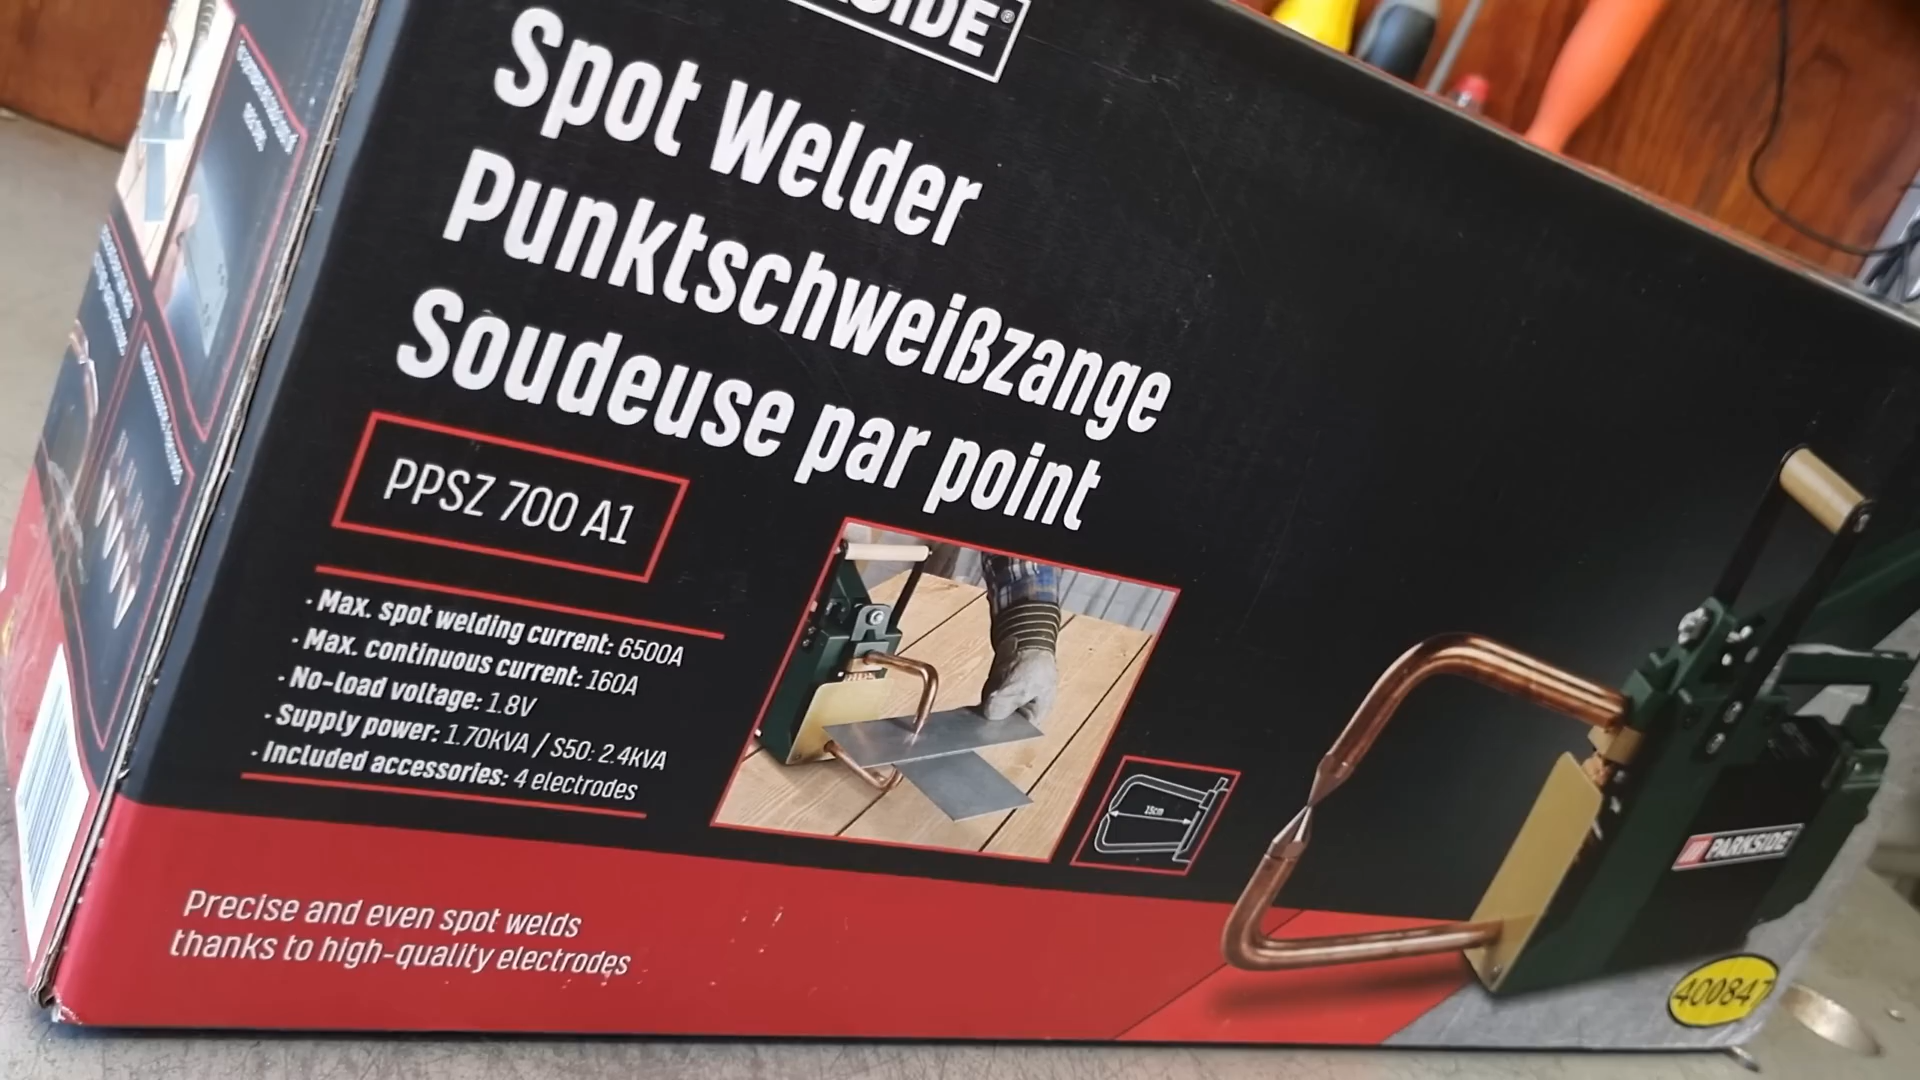 Spot Welder
Punktschweißzange
Soudeuse par point
PPSZ 700 A1
· Max. spot welding current: 6500A
· Max. continuous current: 160A
· No-load voltage: 1.8V
· Supply power: 1.70KVA / S50: 2.4KVA
· Included accessories: 4 electrodes
15cm
PARKSIDE
Precise and even spot welds
thanks to high-quality electrodes
400847